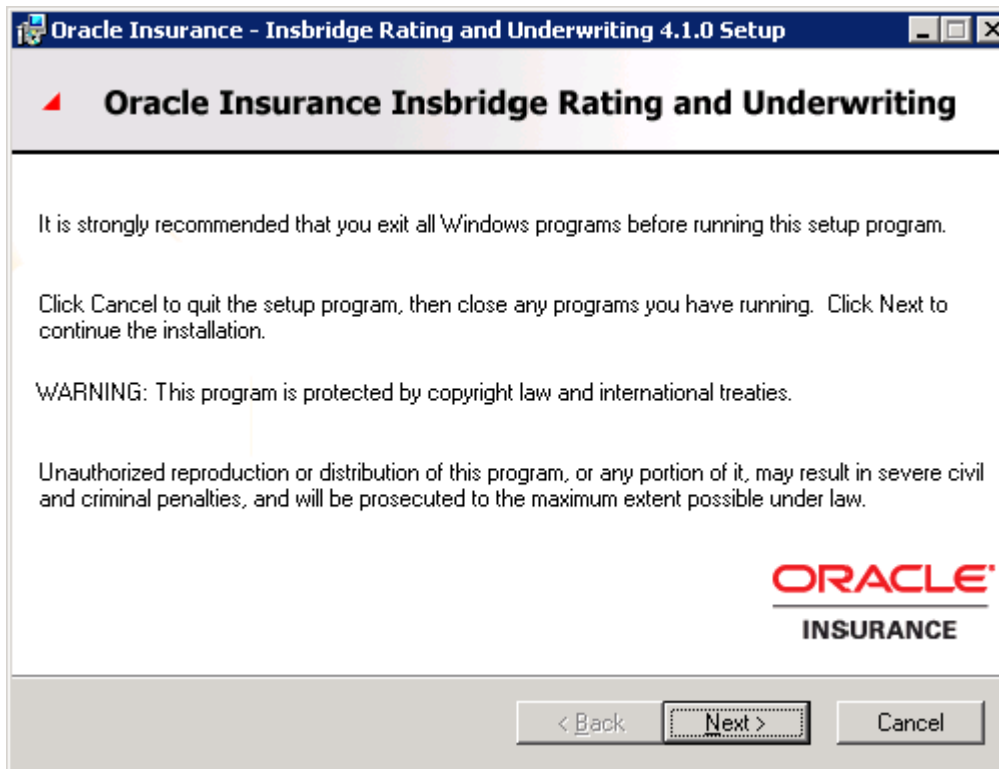 Oracle Insurance - Insbridge Rating and Underwriting 4.1.0 Setup
Oracle Insurance Insbridge Rating and Underwriting
It is strongly recommended that you exit all Windows programs before running this setup program.
Click Cancel to quit the setup program, then close any programs you have running.  Click Next to
continue the installation.
WARNING: This program is protected by copyright law and international treaties.
Unauthorized reproduction or distribution of this program, or any portion of it, may result in severe civil
and criminal penalties, and will be prosecuted to the maximum extent possible under law.
ORACLE
INSURANCE
< Back Next > Cancel